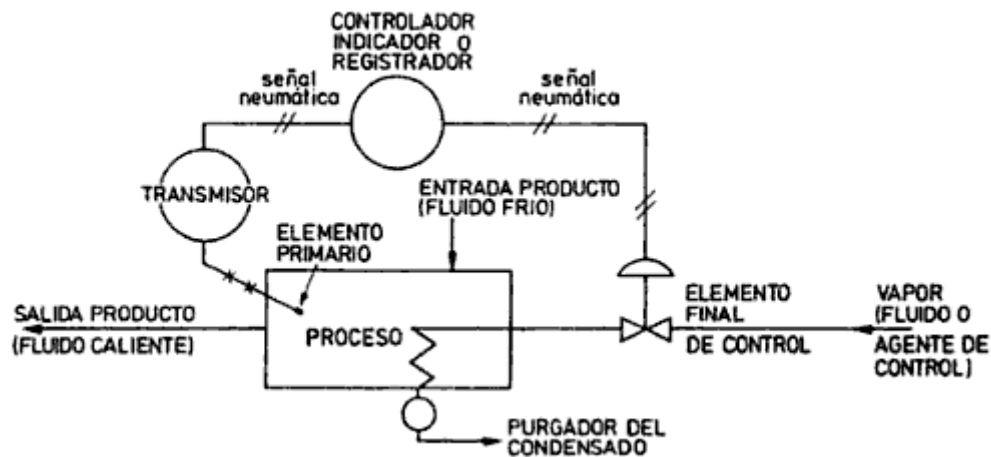 CONTROLADOR
INDICADOR O
REGISTRADOR
señal
neumática
señal
neumática
TRANSMISOR
ENTRADA PRODUCTO
(FLUIDO FRIO)
ELEMENTO
PRIMARIO
SALIDA PRODUCTO
(FLUIDO CALIENTE)
PROCESO
ELEMENTO
FINAL
DE CONTROL
VAPOR
(FLUIDO O
AGENTE DE
CONTROL)
PURGADOR DEL
CONDENSADO